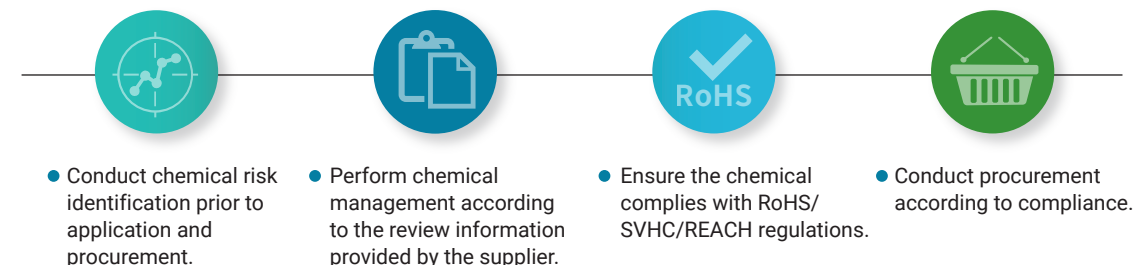 RoHS
Conduct chemical risk
identification prior to
application and
procurement.
Perform chemical
management according
to the review information
provided by the supplier.
Ensure the chemical
complies with RoHS/
SVHC/REACH regulations.
Conduct procurement
according to compliance.